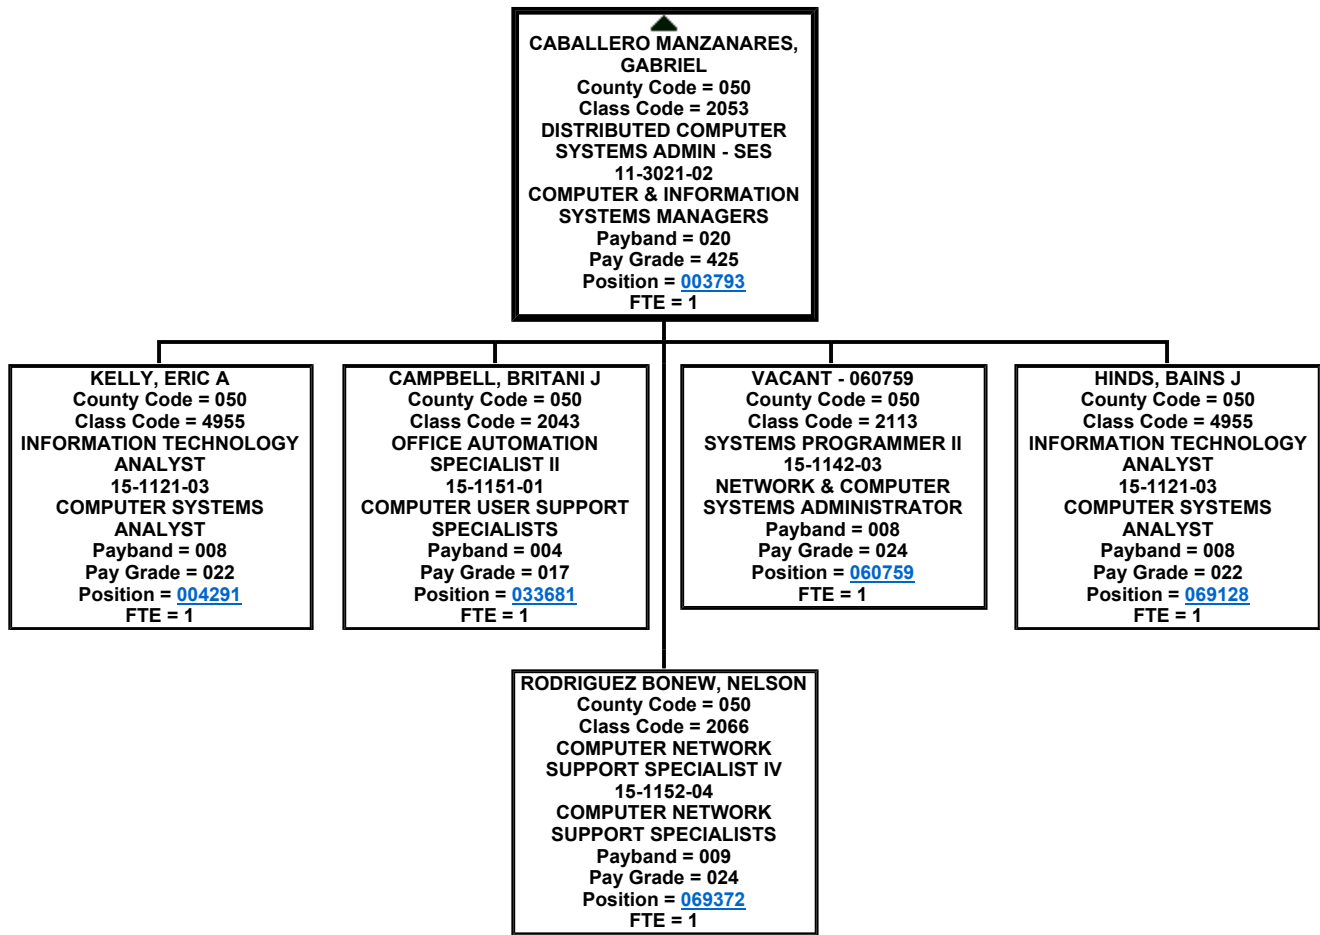 CABALLERO MANZANARES,
GABRIEL
County Code = 050
Class Code = 2053
DISTRIBUTED COMPUTER
SYSTEMS ADMIN - SES
11-3021-02
COMPUTER & INFORMATION
SYSTEMS MANAGERS
Payband = 020
Pay Grade = 425
Position = 003793
FTE = 1
KELLY, ERIC A
County Code = 050
Class Code = 4955
INFORMATION TECHNOLOGY
ANALYST
15-1121-03
COMPUTER SYSTEMS
ANALYST
Payband = 008
Pay Grade = 022
Position = 004291
FTE = 1
CAMPBELL, BRITANI J
County Code = 050
Class Code = 2043
OFFICE AUTOMATION
SPECIALIST II
15-1151-01
COMPUTER USER SUPPORT
SPECIALISTS
Payband = 004
Pay Grade = 017
Position = 033681
FTE = 1
VACANT - 060759
County Code = 050
Class Code = 2113
SYSTEMS PROGRAMMER II
15-1142-03
NETWORK & COMPUTER
SYSTEMS ADMINISTRATOR
Payband = 008
Pay Grade = 024
Position = 060759
FTE = 1
HINDS, BAINS J
County Code = 050
Class Code = 4955
INFORMATION TECHNOLOGY
ANALYST
15-1121-03
COMPUTER SYSTEMS
ANALYST
Payband = 008
Pay Grade = 022
Position = 069128
FTE = 1
RODRIGUEZ BONEW, NELSON
County Code = 050
Class Code = 2066
COMPUTER NETWORK
SUPPORT SPECIALIST IV
15-1152-04
COMPUTER NETWORK
SUPPORT SPECIALISTS
Payband = 009
Pay Grade = 024
Position = 069372
FTE = 1